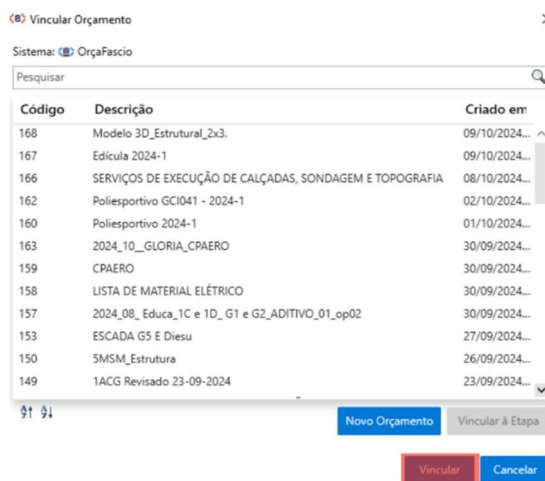 Vincular Orçamento
Sistema: OrçaFascio
Pesquisar
Código Descrição Criado em
168 Modelo 3D_Estrutural_2x3. 09/10/2024...
167 Edícula 2024-1 09/10/2024...
166 SERVIÇOS DE EXECUÇÃO DE CALÇADAS, SONDAGEM E TOPOGRAFIA 08/10/2024...
162 Poliesportivo GCI041 - 2024-1 02/10/2024...
160 Poliesportivo 2024-1 01/10/2024...
163 2024_10__GLORIA_CPAERO 30/09/2024...
159 CPAERO 30/09/2024...
158 LISTA DE MATERIAL ELÉTRICO 30/09/2024...
157 2024_08_ Educa_1C e 1D_ G1 e G2_ADITIVO_01_op02 30/09/2024...
153 ESCADA G5 E Diesu 27/09/2024...
150 5MSM_Estrutura 26/09/2024...
149 1ACG Revisado 23-09-2024 23/09/2024...
Novo Orçamento Vincular à Etapa
Vincular Cancelar